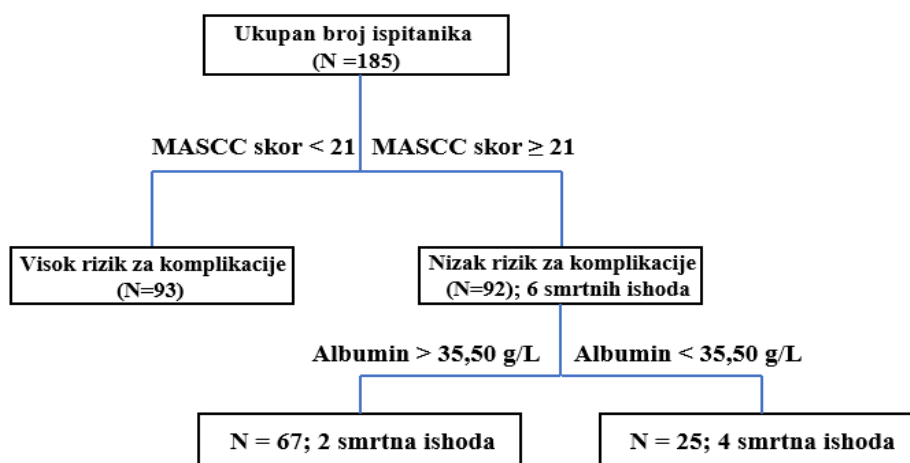 Ukupan broj ispitanika
(N =185)
MASCC skor < 21
MASCC skor ≥ 21
Visok rizik za komplikacije
(N=93)
Nizak rizik za komplikacije
(N=92); 6 smrtnih ishoda
Albumin > 35,50 g/L
Albumin < 35,50 g/L
N = 67; 2 smrtna ishoda
N = 25; 4 smrtna ishoda